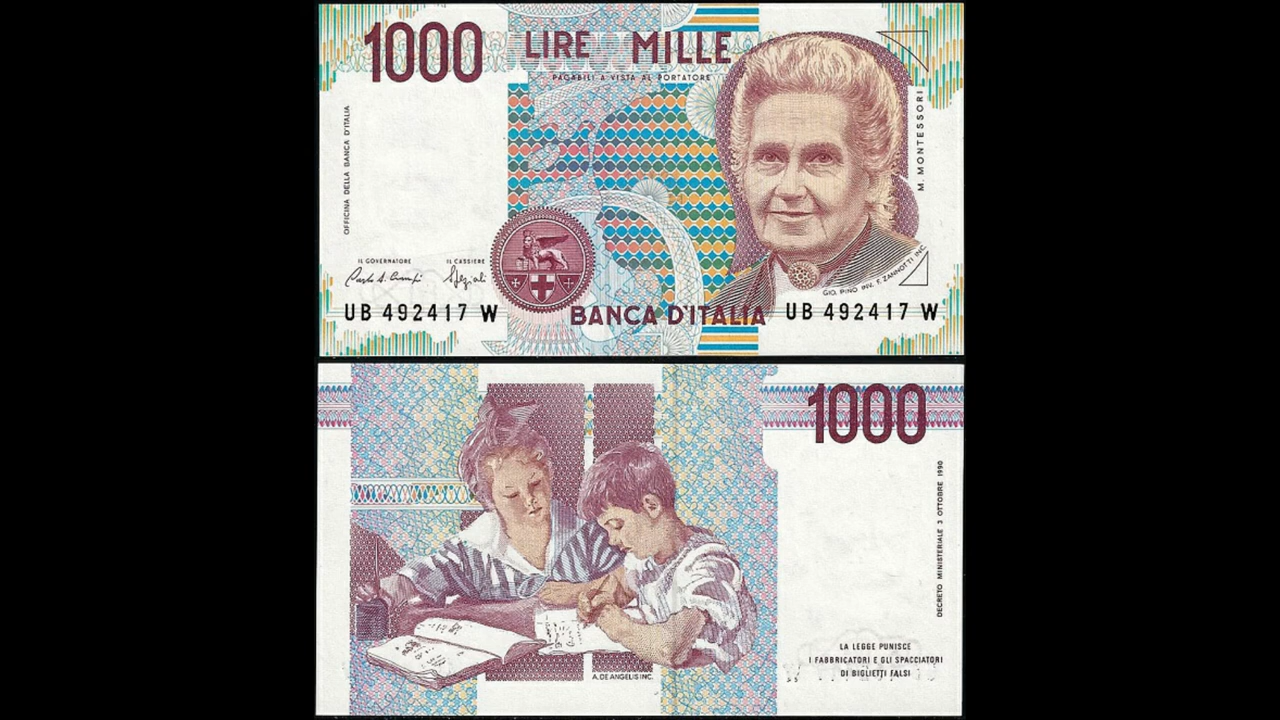 1000 LIRE MILLE
PAGABILI A VISTA AL PORTATORE
OFFICINA DELLA BANCA D'ITALIA
M. MONTESSORI
IL GOVERNATORE
IL CASSIERE
GIO. PINO INV. F. ZANNOTTI INC.
UB 492417 W
BANCA D'ITALIA
UB 492417 W
1000
DECRETO MINISTERIALE 3 OTTOBRE 1990
LA LEGGE PUNISCE
I FABBRICATORI E GLI SPACCIATORI
DI BIGLIETTI FALSI
A. DE ANGELIS INC.